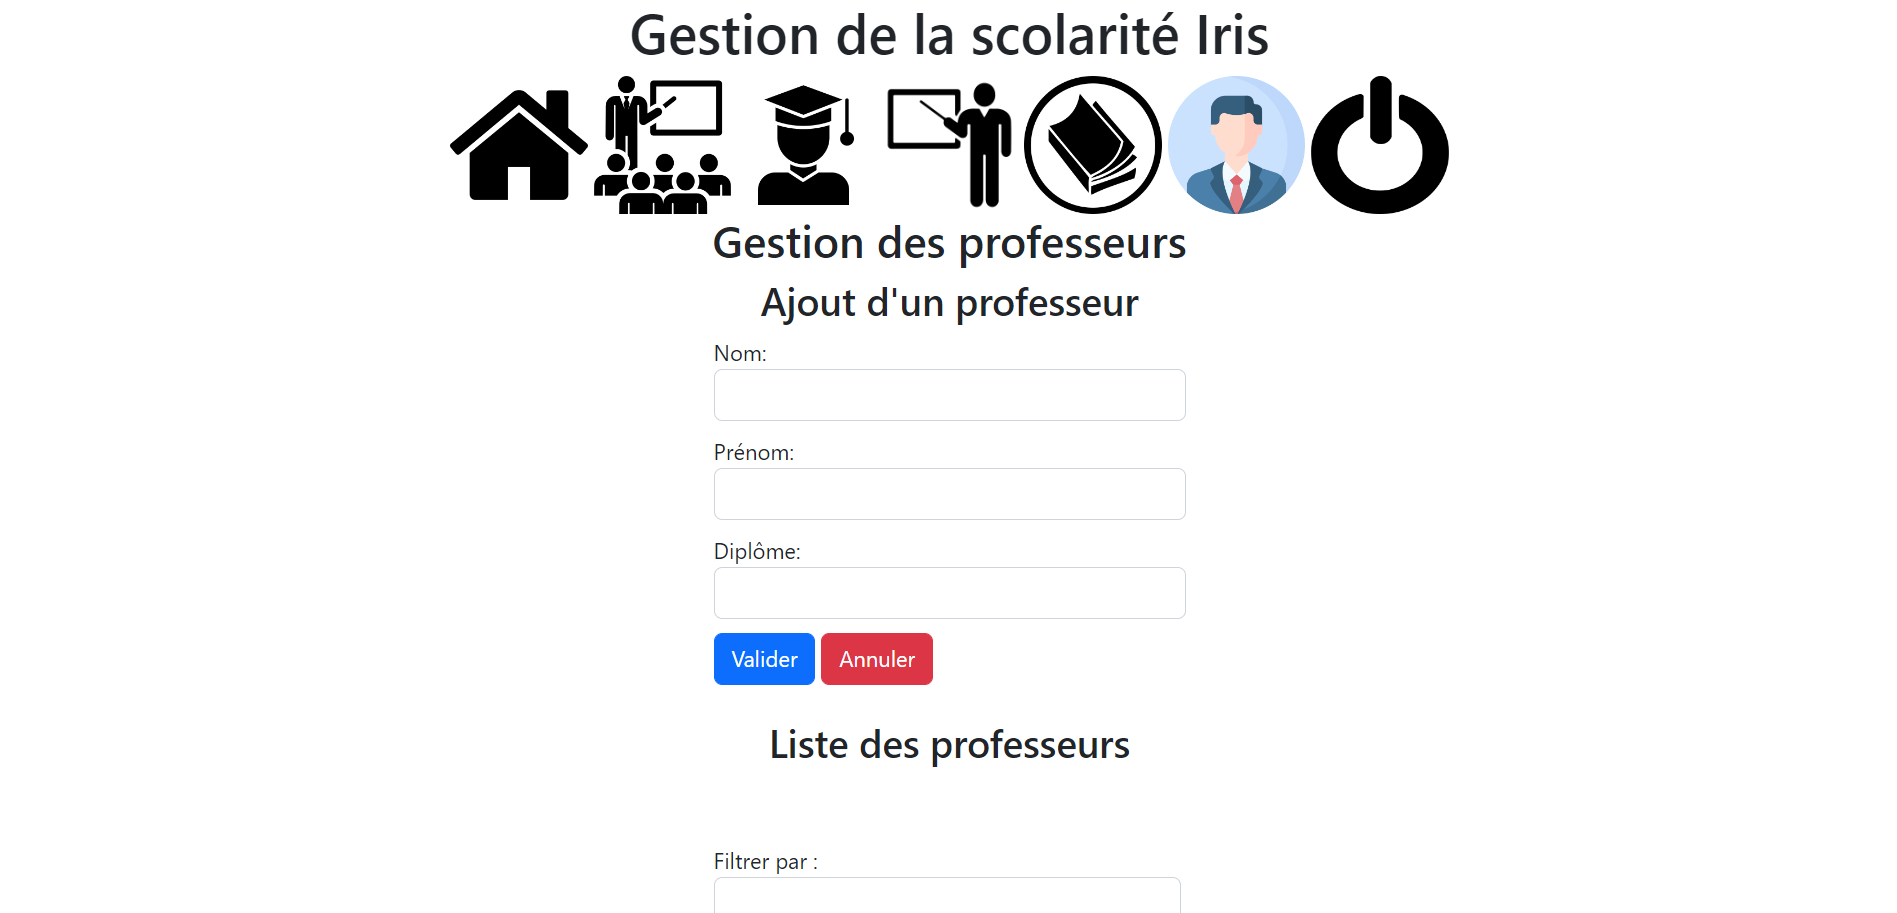 Gestion de la scolarité Iris
Gestion des professeurs
Ajout d'un professeur
Nom:
Prénom:
Diplôme:
Valider Annuler
Liste des professeurs
Filtrer par :